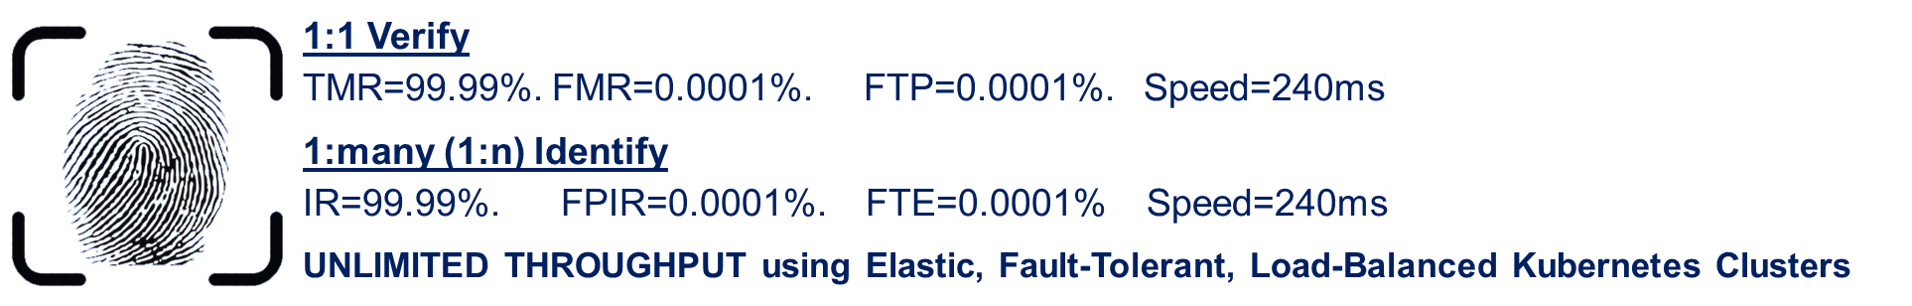 1:1 Verify
TMR=99.99%. FMR=0.0001%. FTP=0.0001%. Speed=240ms
1:many (1:n) Identify
IR=99.99%. FPIR=0.0001%. FTE=0.0001% Speed=240ms
UNLIMITED THROUGHPUT using Elastic, Fault-Tolerant, Load-Balanced Kubernetes Clusters